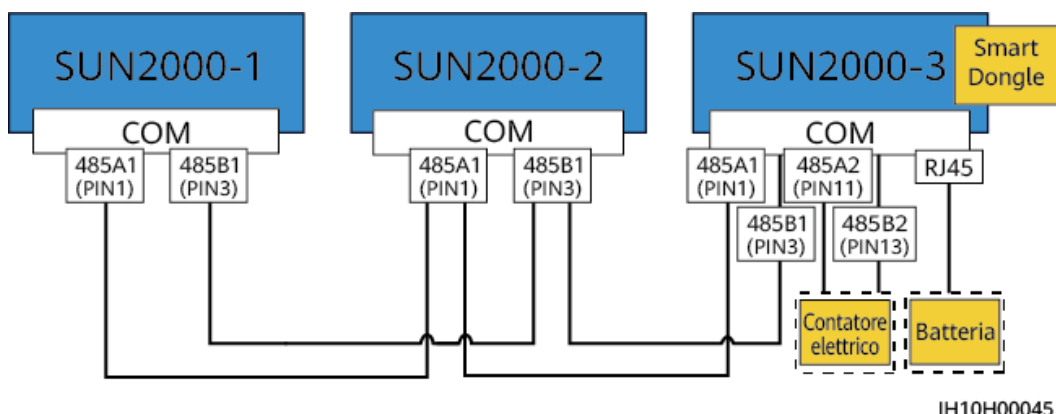 SUN2000-1
SUN2000-2
SUN2000-3
Smart
Dongle
COM
COM
COM
485A1
(PIN1)
485B1
(PIN3)
485A1
(PIN1)
485B1
(PIN3)
485A1
(PIN1)
485A2
(PIN11)
RJ45
485B1
(PIN3)
485B2
(PIN13)
Contatore
elettrico
Batteria
IH10H00045